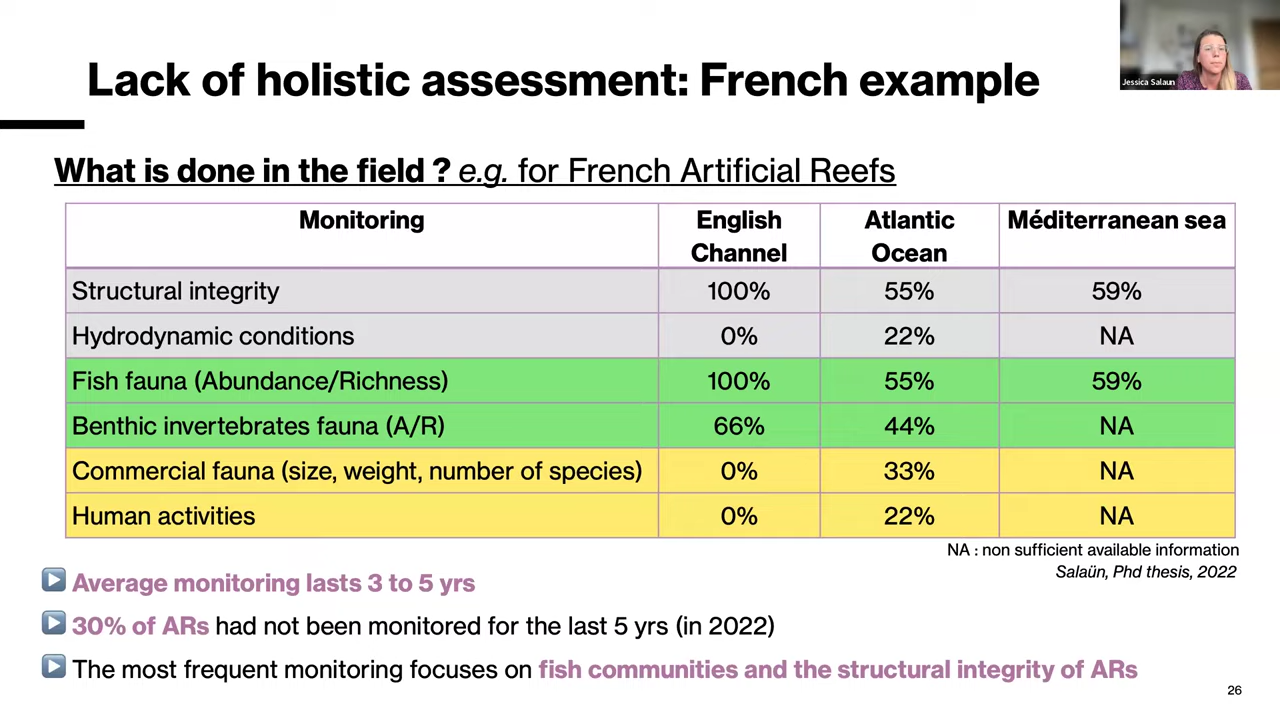 Jessica Salaun
Lack of holistic assessment: French example
What is done in the field ? e.g. for French Artificial Reefs
Monitoring English Channel Atlantic Ocean Méditerranean sea
Structural integrity 100% 55% 59%
Hydrodynamic conditions 0% 22% NA
Fish fauna (Abundance/Richness) 100% 55% 59%
Benthic invertebrates fauna (A/R) 66% 44% NA
Commercial fauna (size, weight, number of species) 0% 33% NA
Human activities 0% 22% NA
NA : non sufficient available information
Salaün, Phd thesis, 2022
Average monitoring lasts 3 to 5 yrs
30% of ARs had not been monitored for the last 5 yrs (in 2022)
The most frequent monitoring focuses on fish communities and the structural integrity of ARs
26